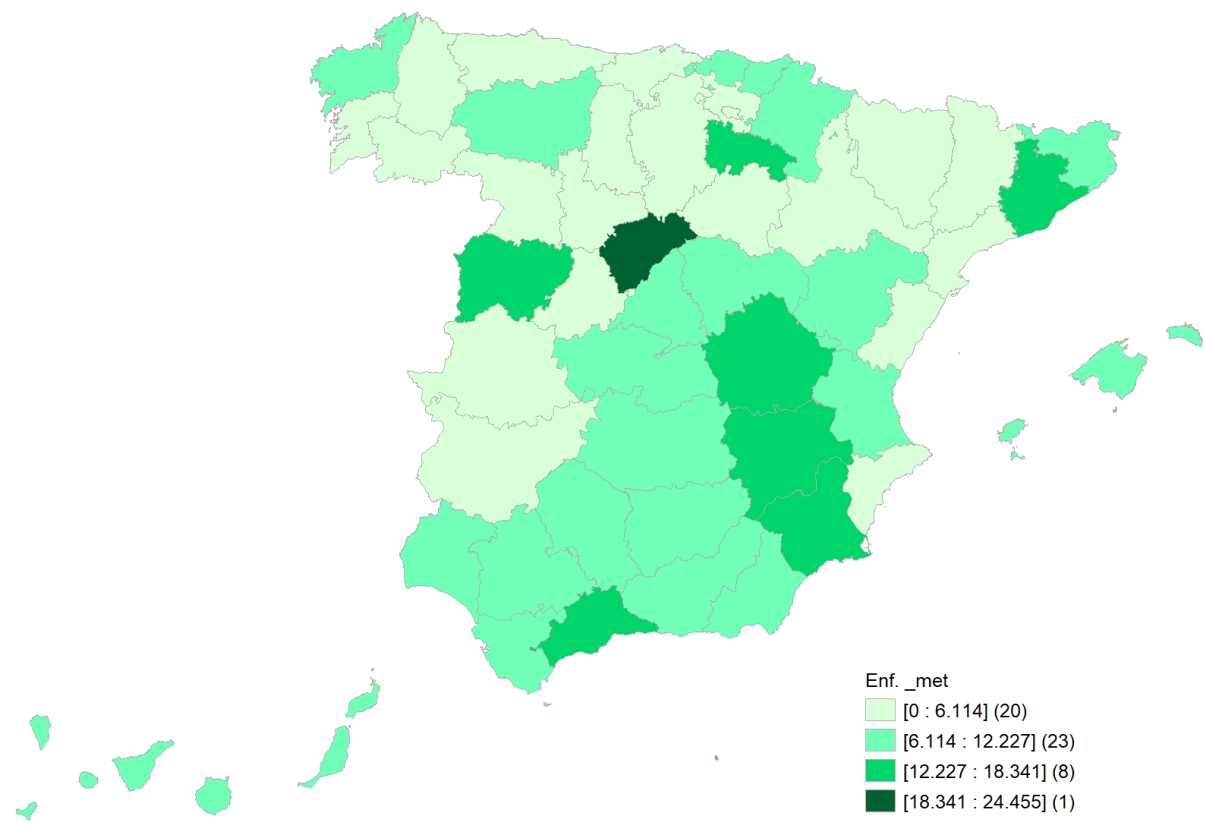 Enf. _met
[0 : 6.114] (20)
[6.114 : 12.227] (23)
[12.227 : 18.341] (8)
[18.341 : 24.455] (1)